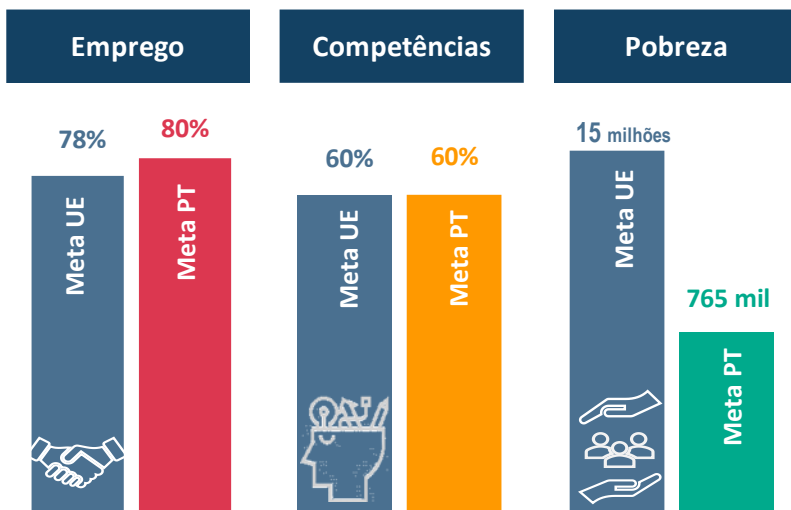 Emprego
Competências
Pobreza
78%
80%
Meta UE
Meta PT
60%
60%
Meta UE
Meta PT
15 milhões
765 mil
Meta UE
Meta PT